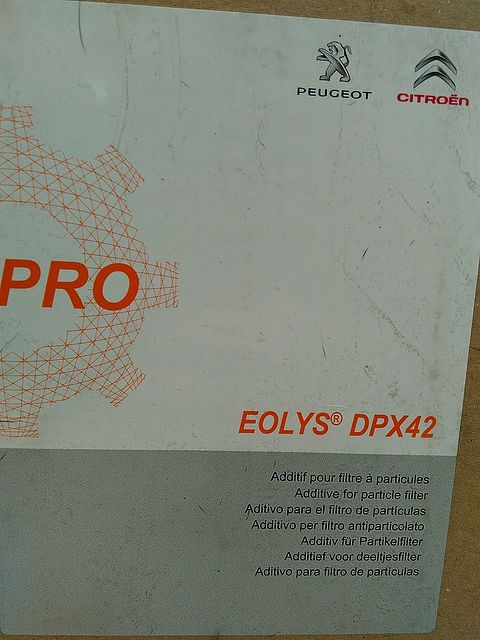 PEUGEOT
CITROËN
PRO
EOLYS® DPX42
Additif pour filtre à particules
Additive for particle filter
Aditivo para el filtro de partículas
Additivo per filtro antiparticolato
Additiv für Partikelfilter
Additief voor deeltjesfilter
Aditivo para filtro de partículas